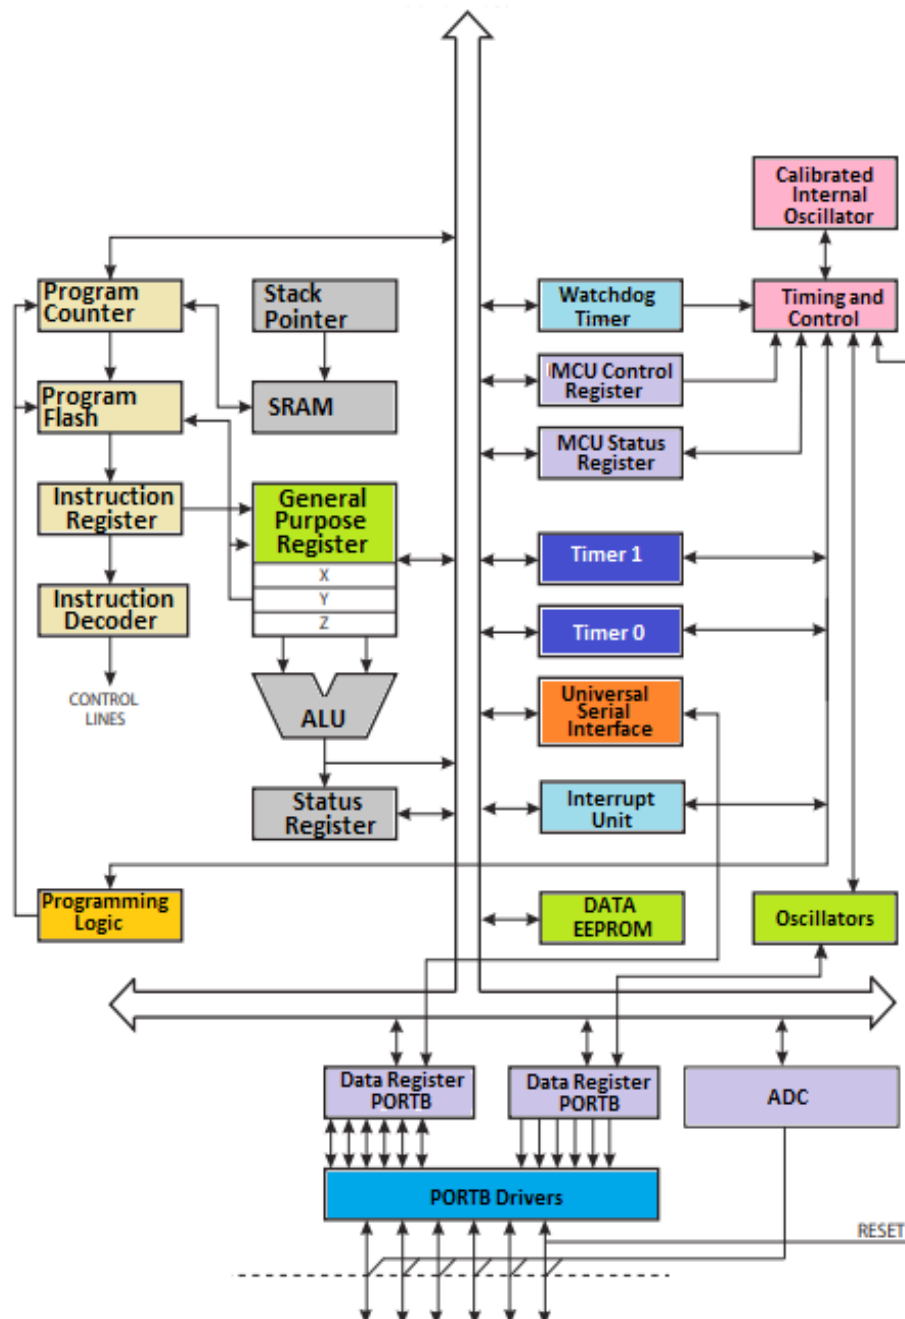 Calibrated
Internal
Oscillator
Program
Counter
Stack
Pointer
Watchdog
Timer
Timing and
Control
Program
Flash
SRAM
MCU Control
Register
MCU Status
Register
Instruction
Register
General
Purpose
Register
X
Y
Z
Timer 1
Instruction
Decoder
Timer 0
CONTROL
LINES
ALU
Universal
Serial
Interface
Status
Register
Interrupt
Unit
Programming
Logic
DATA
EEPROM
Oscillators
Data Register
PORTB
Data Register
PORTB
ADC
PORTB Drivers
RESET